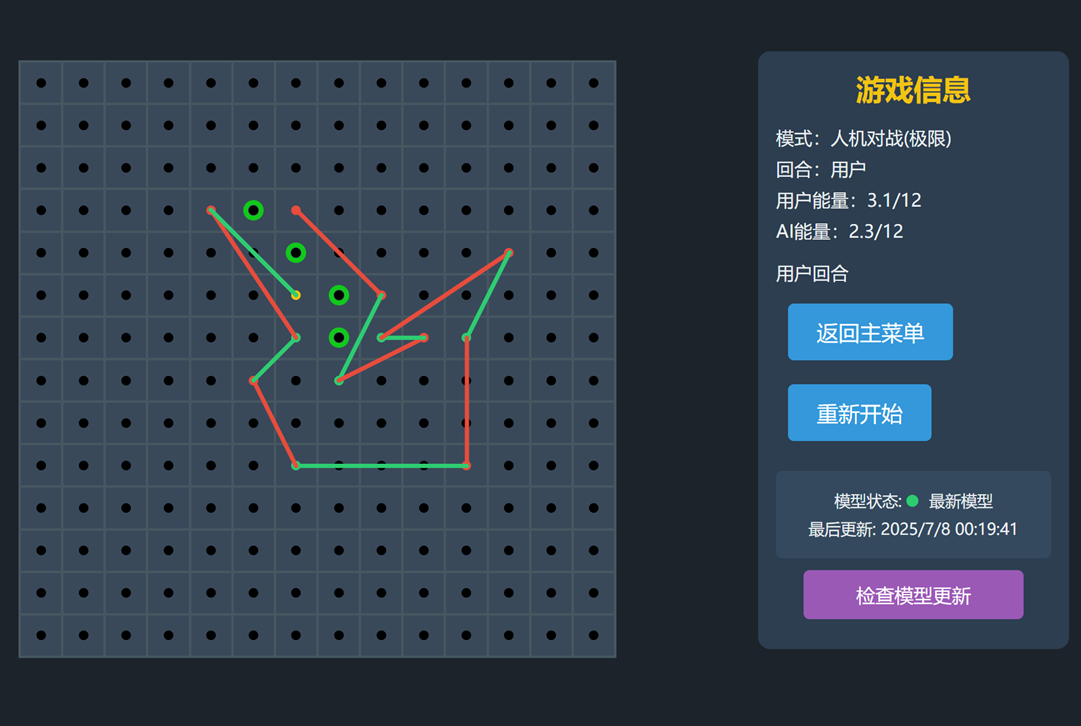 游戏信息
模式：人机对战(极限)
回合：用户
用户能量：3.1/12
AI能量：2.3/12
用户回合
返回主菜单
重新开始
模型状态: 最新模型
最后更新: 2025/7/8 00:19:41
检查模型更新